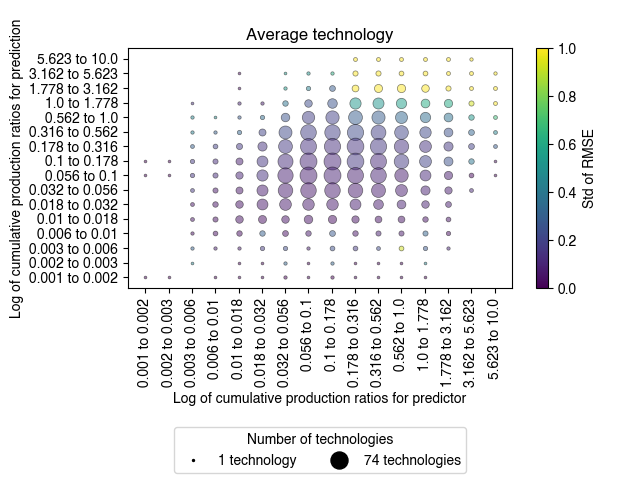 Average technology
Log of cumulative production ratios for prediction
5.623 to 10.0
3.162 to 5.623
1.778 to 3.162
1.0 to 1.778
0.562 to 1.0
0.316 to 0.562
0.178 to 0.316
0.1 to 0.178
0.056 to 0.1
0.032 to 0.056
0.018 to 0.032
0.01 to 0.018
0.006 to 0.01
0.003 to 0.006
0.002 to 0.003
0.001 to 0.002
0.001 to 0.002
0.002 to 0.003
0.003 to 0.006
0.006 to 0.01
0.01 to 0.018
0.018 to 0.032
0.032 to 0.056
0.056 to 0.1
0.1 to 0.178
0.178 to 0.316
0.316 to 0.562
0.562 to 1.0
1.0 to 1.778
1.778 to 3.162
3.162 to 5.623
5.623 to 10.0
Log of cumulative production ratios for predictor
1.0
0.8
0.6
0.4
0.2
0.0
Std of RMSE
Number of technologies
1 technology
74 technologies